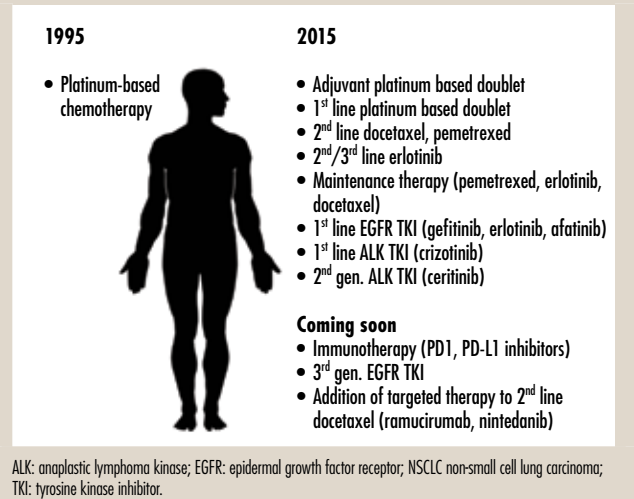 1995
• Platinum-based
chemotherapy
2015
• Adjuvant platinum based doublet
• 1st line platinum based doublet
• 2nd line docetaxel, pemetrexed
• 2nd/3rd line erlotinib
• Maintenance therapy (pemetrexed, erlotinib,
docetaxel)
• 1st line EGFR TKI (gefitinib, erlotinib, afatinib)
• 1st line ALK TKI (crizotinib)
• 2nd gen. ALK TKI (ceritinib)
Coming soon
• Immunotherapy (PD1, PD-L1 inhibitors)
• 3rd gen. EGFR TKI
• Addition of targeted therapy to 2nd line
docetaxel (ramucirumab, nintedanib)
ALK: anaplastic lymphoma kinase; EGFR: epidermal growth factor receptor; NSCLC non-small cell lung carcinoma;
TKI: tyrosine kinase inhibitor.